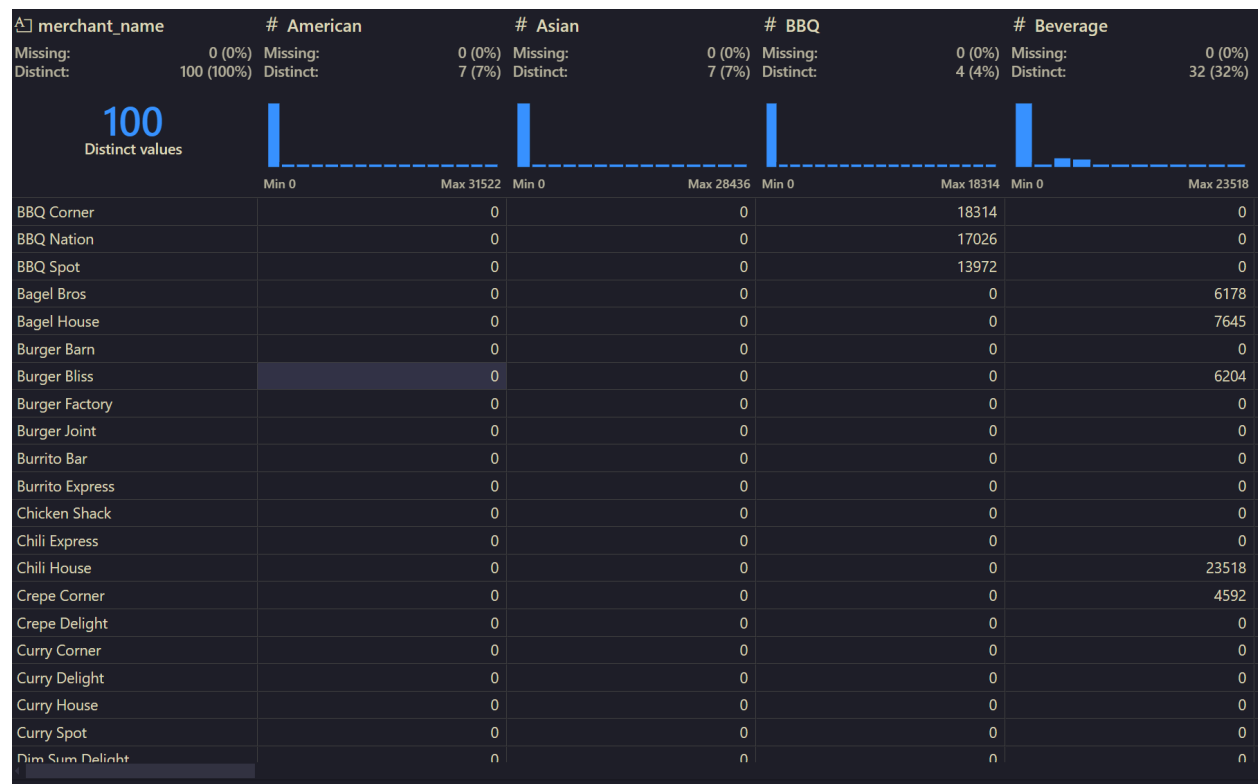 merchant_name # American # Asian # BBQ # Beverage
Missing: 0 (0%) Missing: 0 (0%) Missing: 0 (0%) Missing: 0 (0%) Missing: 0 (0%)
Distinct: 100 (100%) Distinct: 7 (7%) Distinct: 7 (7%) Distinct: 4 (4%) Distinct: 32 (32%)
100
Distinct values
Min 0 Max 31522 Min 0 Max 28436 Min 0 Max 18314 Min 0 Max 23518
BBQ Corner 0 0 18314 0
BBQ Nation 0 0 17026 0
BBQ Spot 0 0 13972 0
Bagel Bros 0 0 0 6178
Bagel House 0 0 0 7645
Burger Barn 0 0 0 0
Burger Bliss 0 0 0 6204
Burger Factory 0 0 0 0
Burger Joint 0 0 0 0
Burrito Bar 0 0 0 0
Burrito Express 0 0 0 0
Chicken Shack 0 0 0 0
Chili Express 0 0 0 0
Chili House 0 0 0 23518
Crepe Corner 0 0 0 4592
Crepe Delight 0 0 0 0
Curry Corner 0 0 0 0
Curry Delight 0 0 0 0
Curry House 0 0 0 0
Curry Spot 0 0 0 0
Dim Sum Delight 0 0 0 0